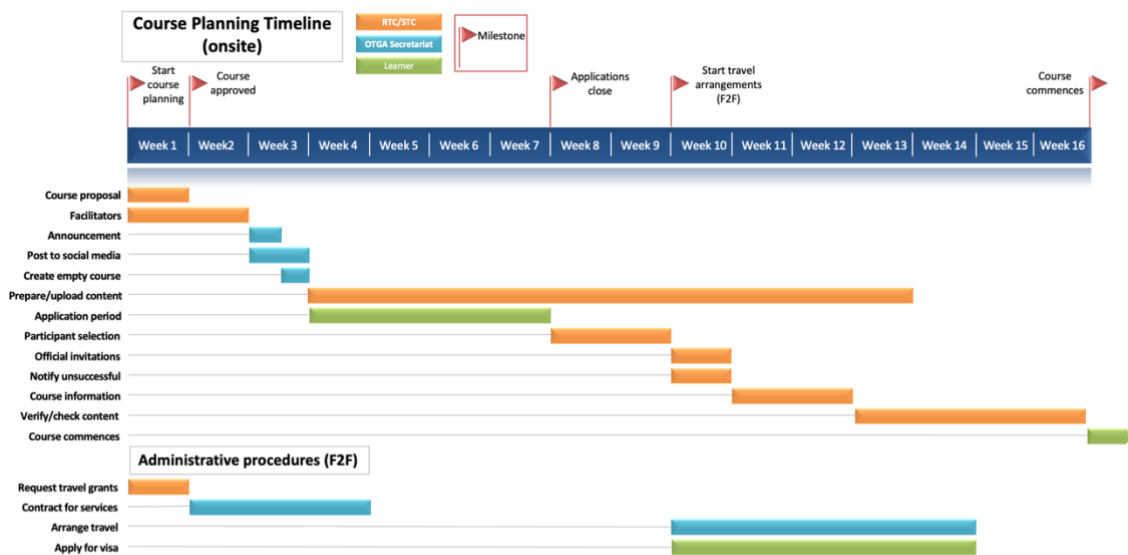 Course Planning Timeline
(onsite)
RTC/STC
OTGA Secretariat
Learner
Milestone
Start
course
planning
Course
approved
Applications
close
Start travel
arrangements
(F2F)
Course
commences
Week 1
Week2
Week 3
Week 4
Week 5
Week 6
Week 7
Week 8
Week 9
Week 10
Week 11
Week 12
Week 13
Week 14
Week 15
Week 16
Course proposal
Facilitators
Announcement
Post to social media
Create empty course
Prepare/upload content
Application period
Participant selection
Official invitations
Notify unsuccessful
Course information
Verify/check content
Course commences
Administrative procedures (F2F)
Request travel grants
Contract for services
Arrange travel
Apply for visa